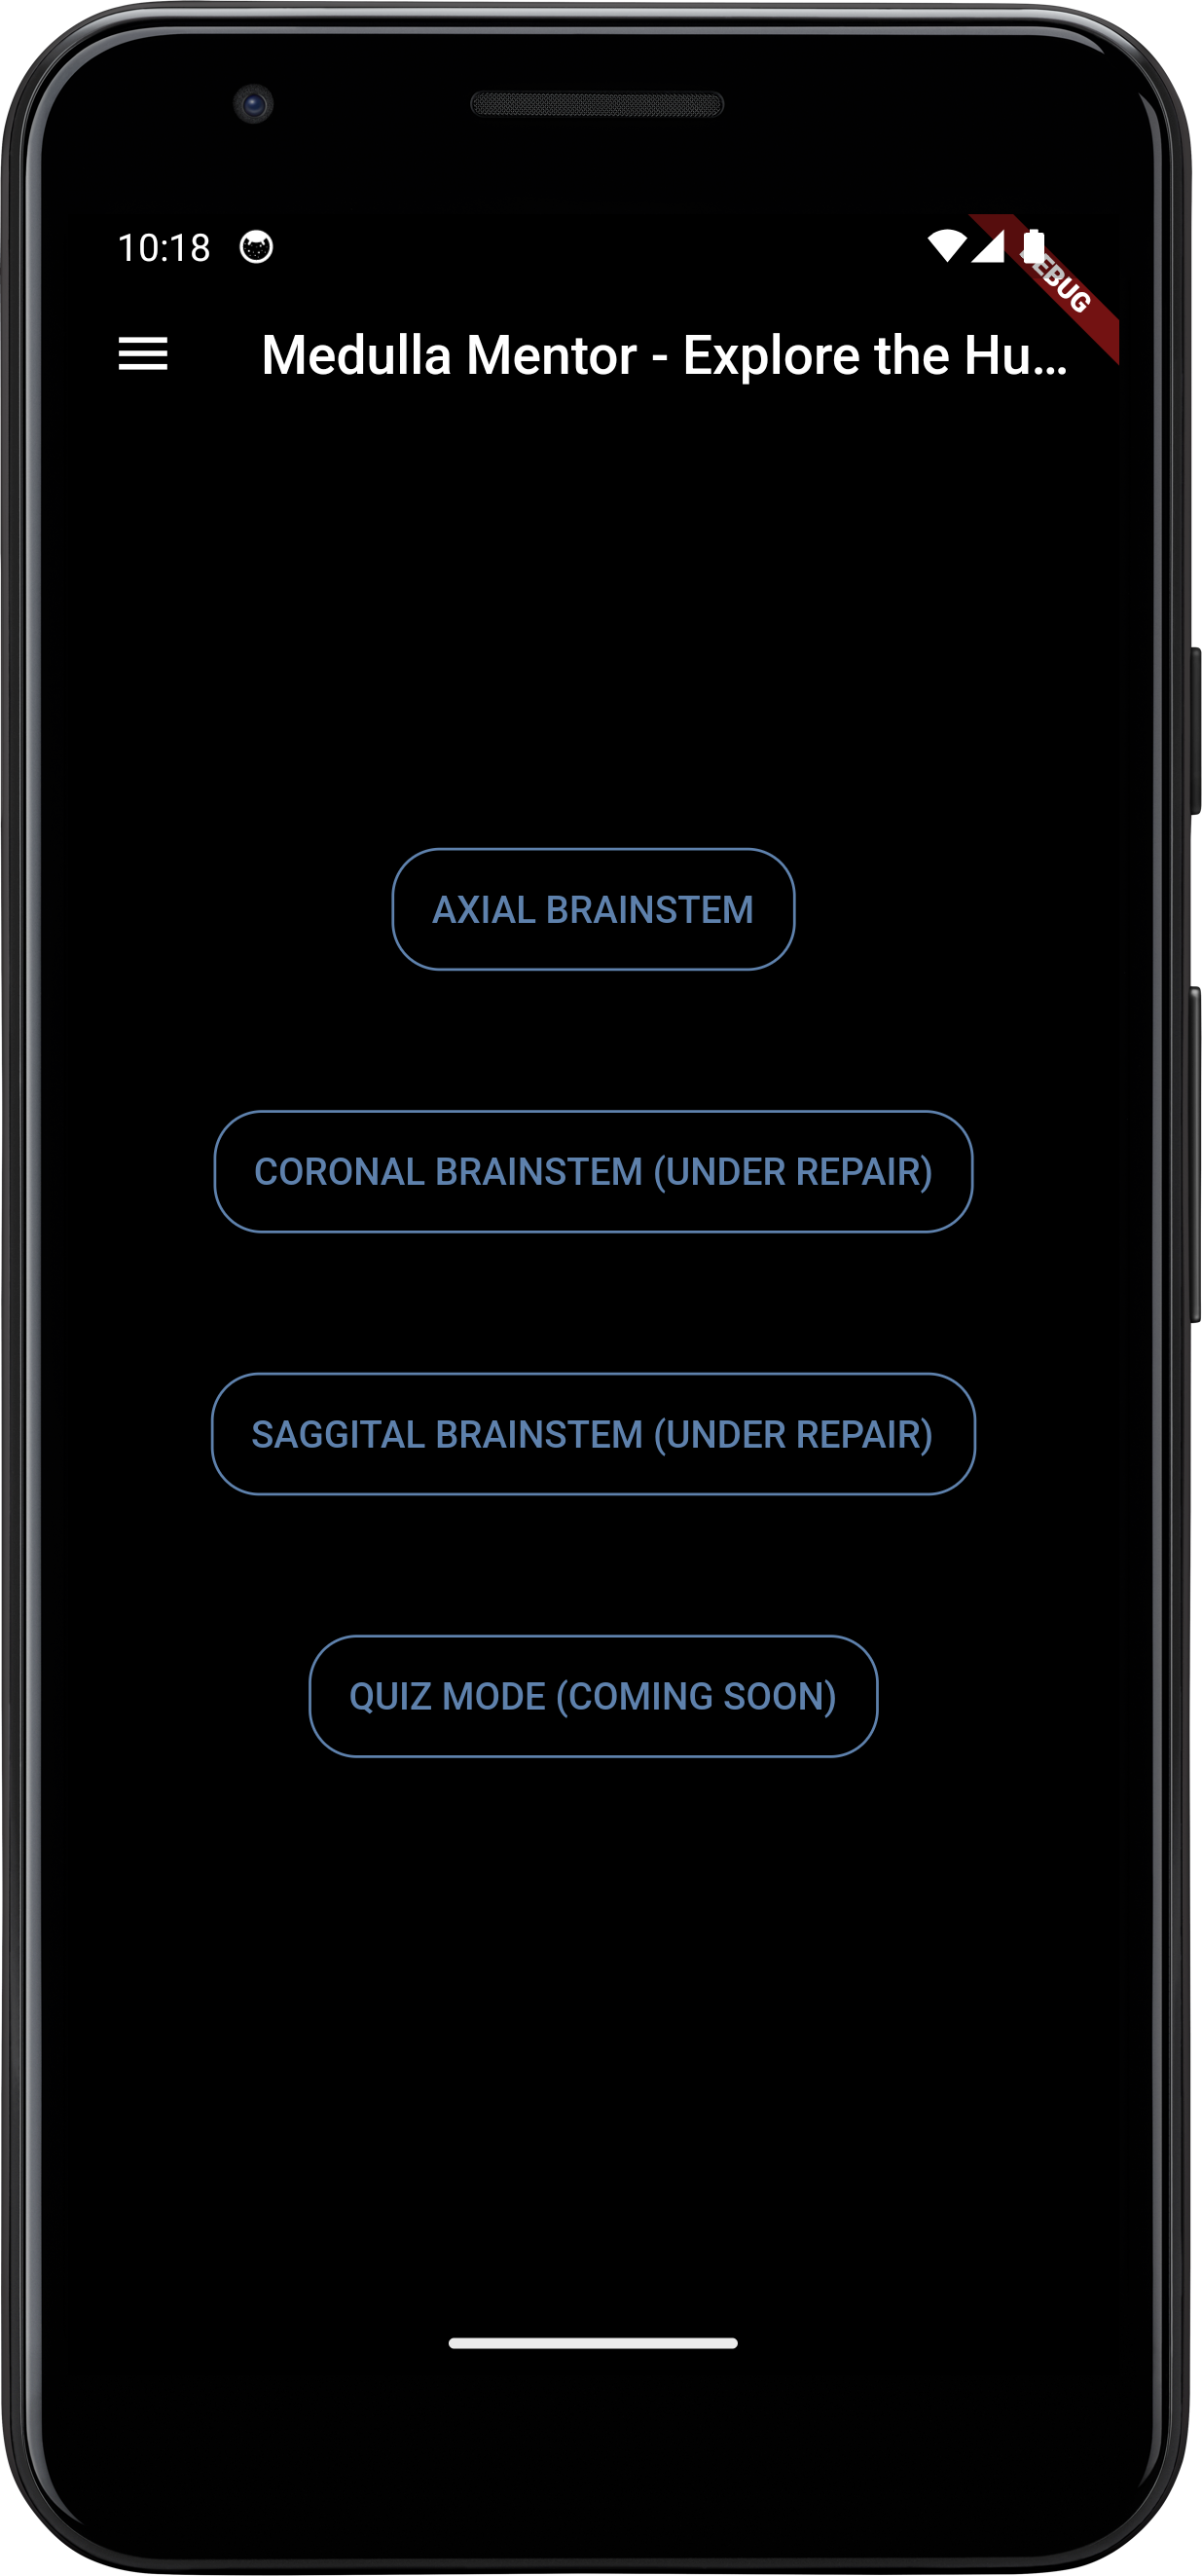 10:18
DEBUG
Medulla Mentor - Explore the Hu...
AXIAL BRAINSTEM
CORONAL BRAINSTEM (UNDER REPAIR)
SAGGITAL BRAINSTEM (UNDER REPAIR)
QUIZ MODE (COMING SOON)